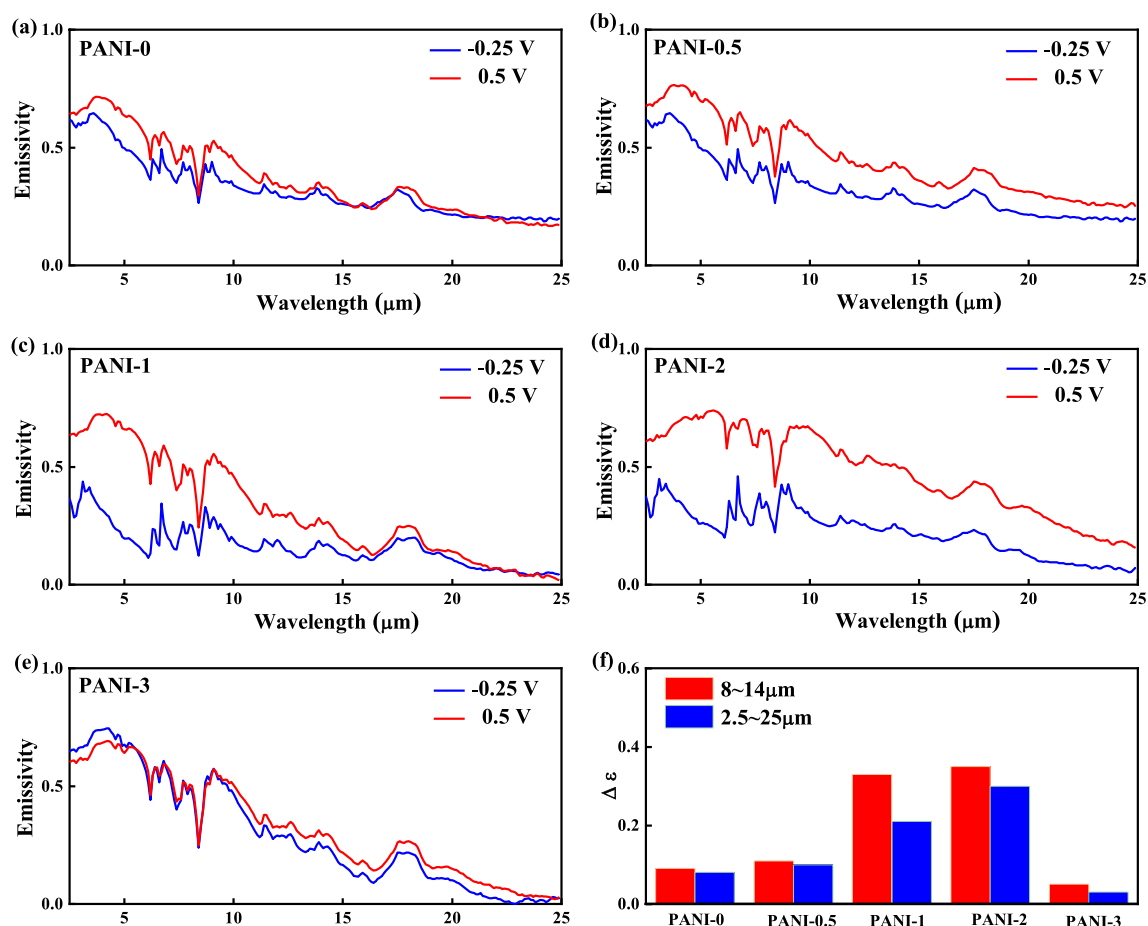 (a)
1.0
PANI-0
-0.25 V
0.5 V
Emissivity
0.5
0.0
5
10
15
20
25
Wavelength (μm)
(b)
1.0
PANI-0.5
-0.25 V
0.5 V
Emissivity
0.5
0.0
5
10
15
20
25
Wavelength (μm)
(c)
1.0
PANI-1
-0.25 V
0.5 V
Emissivity
0.5
0.0
5
10
15
20
25
Wavelength (μm)
(d)
1.0
PANI-2
-0.25 V
0.5 V
Emissivity
0.5
0.0
5
10
15
20
25
Wavelength (μm)
(e)
1.0
PANI-3
-0.25 V
0.5 V
Emissivity
0.5
0.0
5
10
15
20
25
Wavelength (μm)
(f)
0.6
8~14μm
2.5~25μm
0.4
Δ ε
0.2
0.0
PANI-0
PANI-0.5
PANI-1
PANI-2
PANI-3